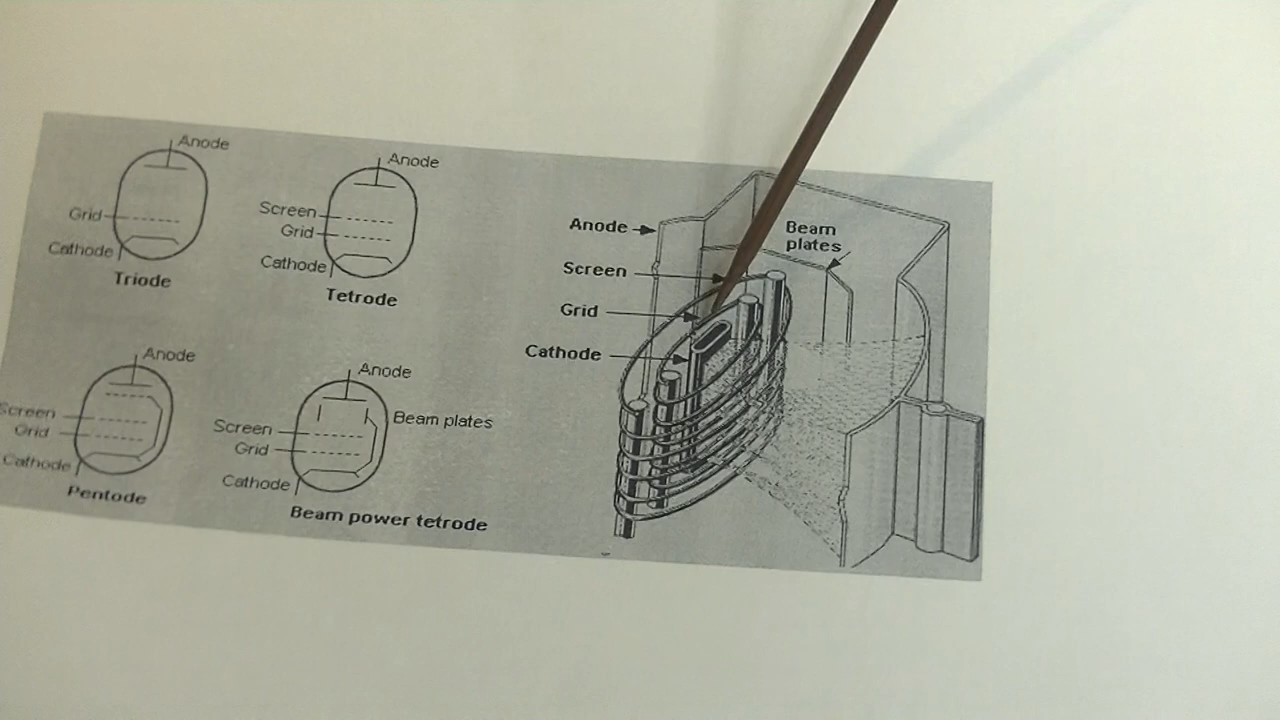 Anode
Grid
Cathode
Triode
Anode
Screen
Grid
Cathode
Tetrode
Anode
Screen
Grid
Cathode
Pentode
Anode
Beam plates
Screen
Grid
Cathode
Beam power tetrode
Anode
Beam
plates
Screen
Grid
Cathode